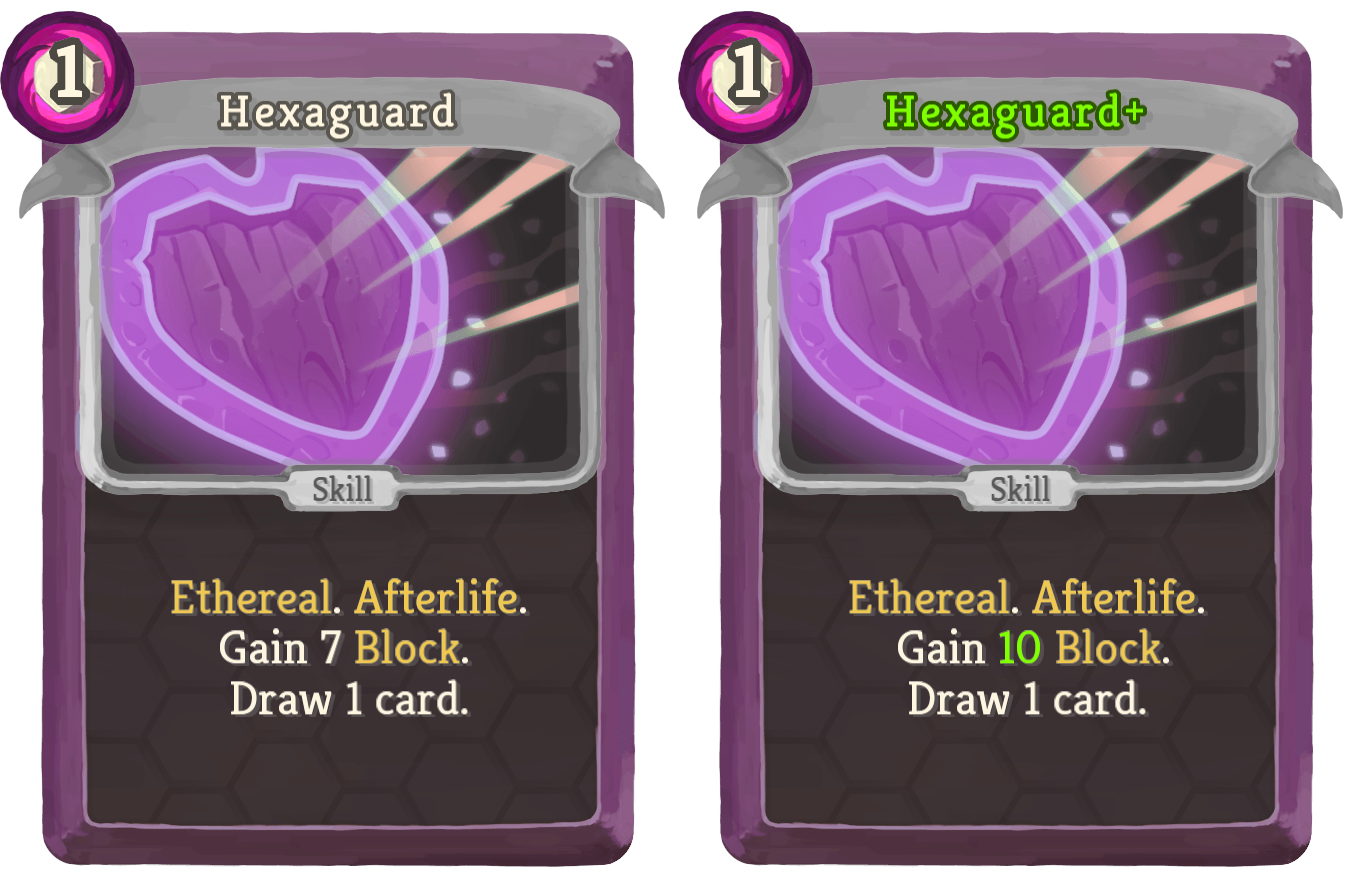 1
Hexaguard
Skill
Ethereal. Afterlife.
Gain 7 Block.
Draw 1 card.
1
Hexaguard+
Skill
Ethereal. Afterlife.
Gain 10 Block.
Draw 1 card.